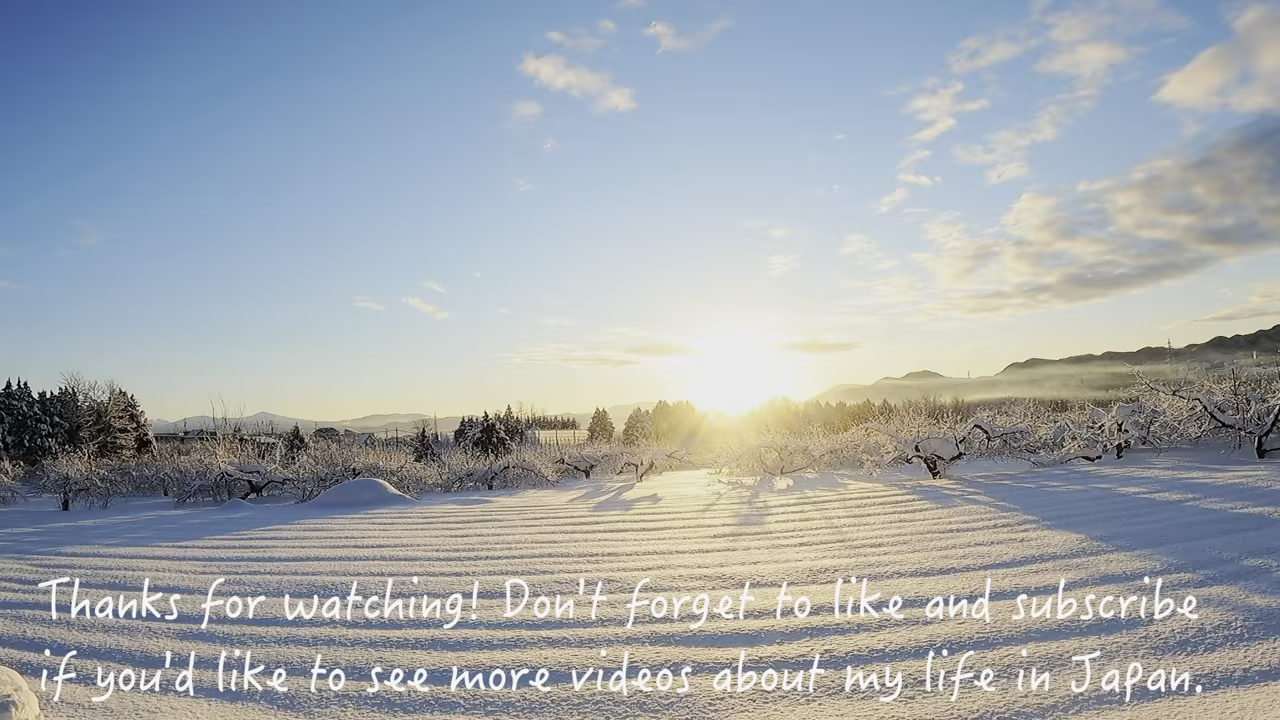 Thanks for watching! Don't forget to like and subscribe
if you'd like to see more videos about my life in Japan.